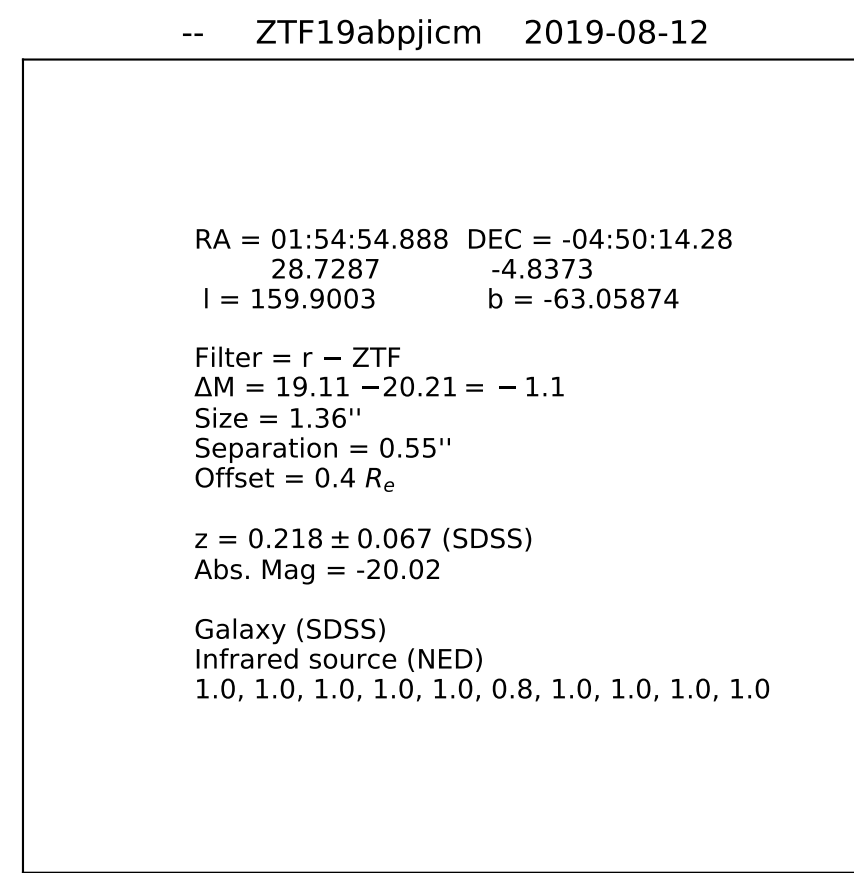 -- ZTF19abpjicm 2019-08-12
RA = 01:54:54.888 DEC = -04:50:14.28
28.7287 -4.8373
l = 159.9003 b = -63.05874
Filter = r − ZTF
ΔM = 19.11 −20.21 = − 1.1
Size = 1.36''
Separation = 0.55''
Offset = 0.4 Rₑ
z = 0.218 ± 0.067 (SDSS)
Abs. Mag = -20.02
Galaxy (SDSS)
Infrared source (NED)
1.0, 1.0, 1.0, 1.0, 1.0, 0.8, 1.0, 1.0, 1.0, 1.0